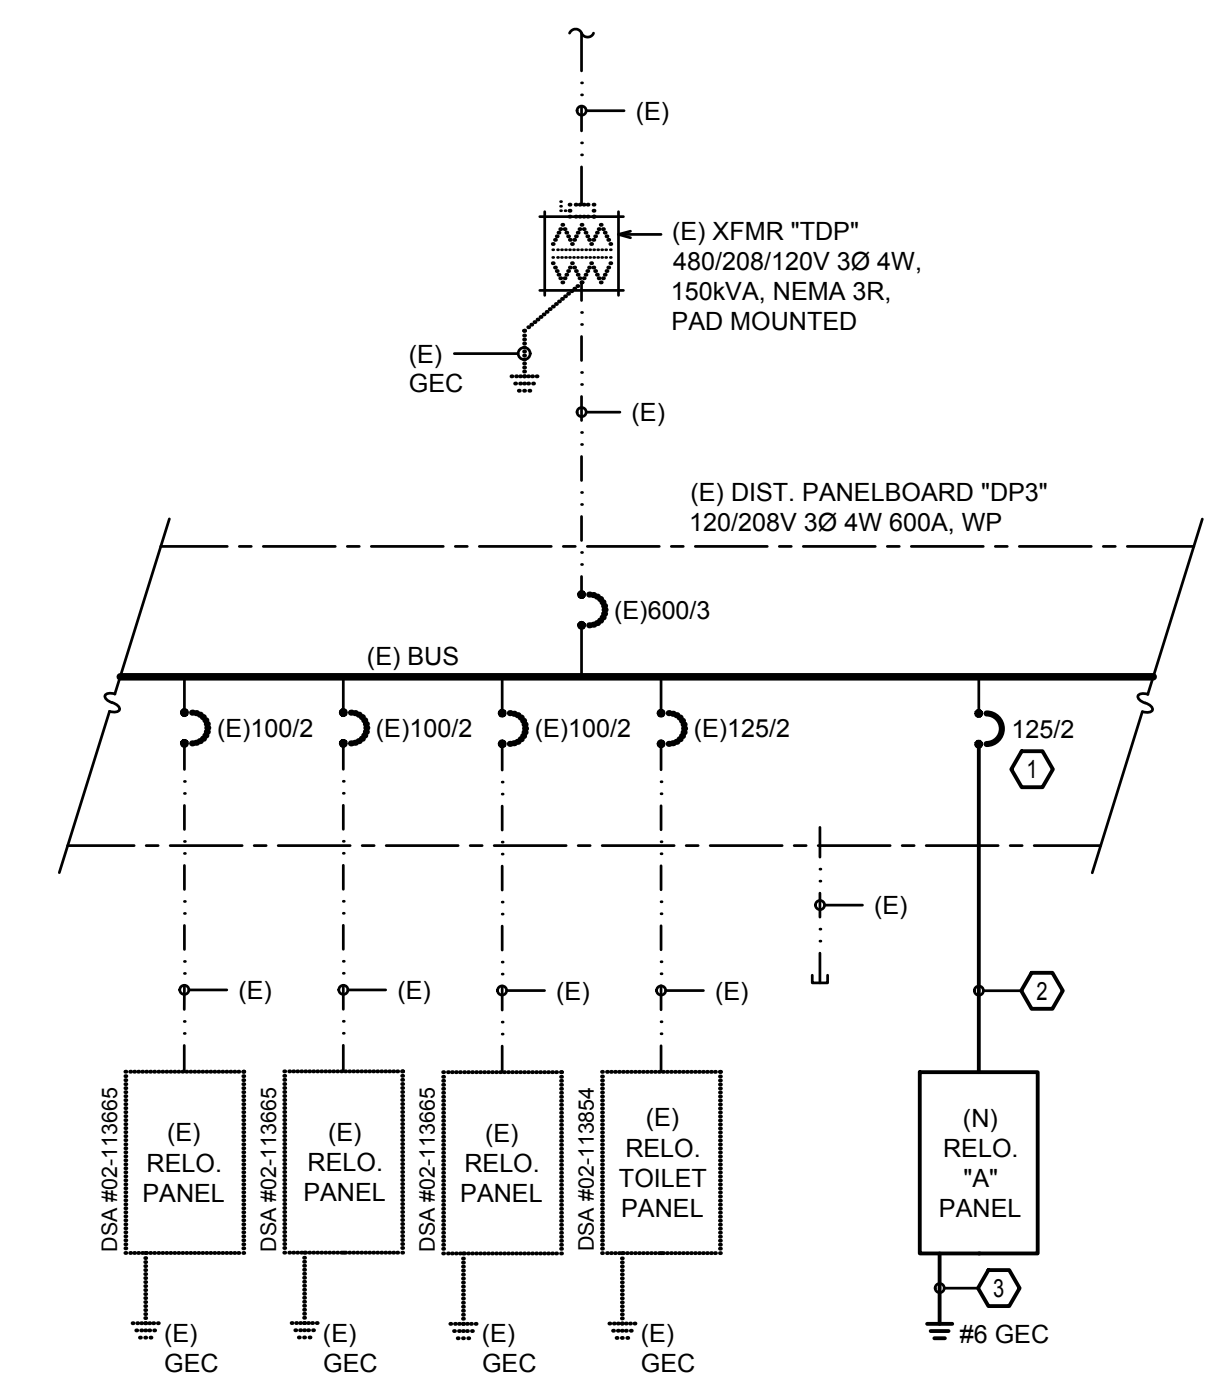 (E)
(E) XFMR "TDP"
480/208/120V 3Ø 4W,
150kVA, NEMA 3R,
PAD MOUNTED
(E)
GEC
(E)
(E) DIST. PANELBOARD "DP3"
120/208V 3Ø 4W 600A, WP
(E)600/3
(E) BUS
(E)100/2
(E)100/2
(E)100/2
(E)125/2
125/2
1
(E)
(E)
(E)
(E)
(E)
2
DSA #02-113665
(E)
RELO.
PANEL
DSA #02-113665
(E)
RELO.
PANEL
DSA #02-113665
(E)
RELO.
PANEL
DSA #02-113854
(E)
RELO.
TOILET
PANEL
(N)
RELO.
"A"
PANEL
3
(E)
GEC
(E)
GEC
(E)
GEC
(E)
GEC
#6 GEC